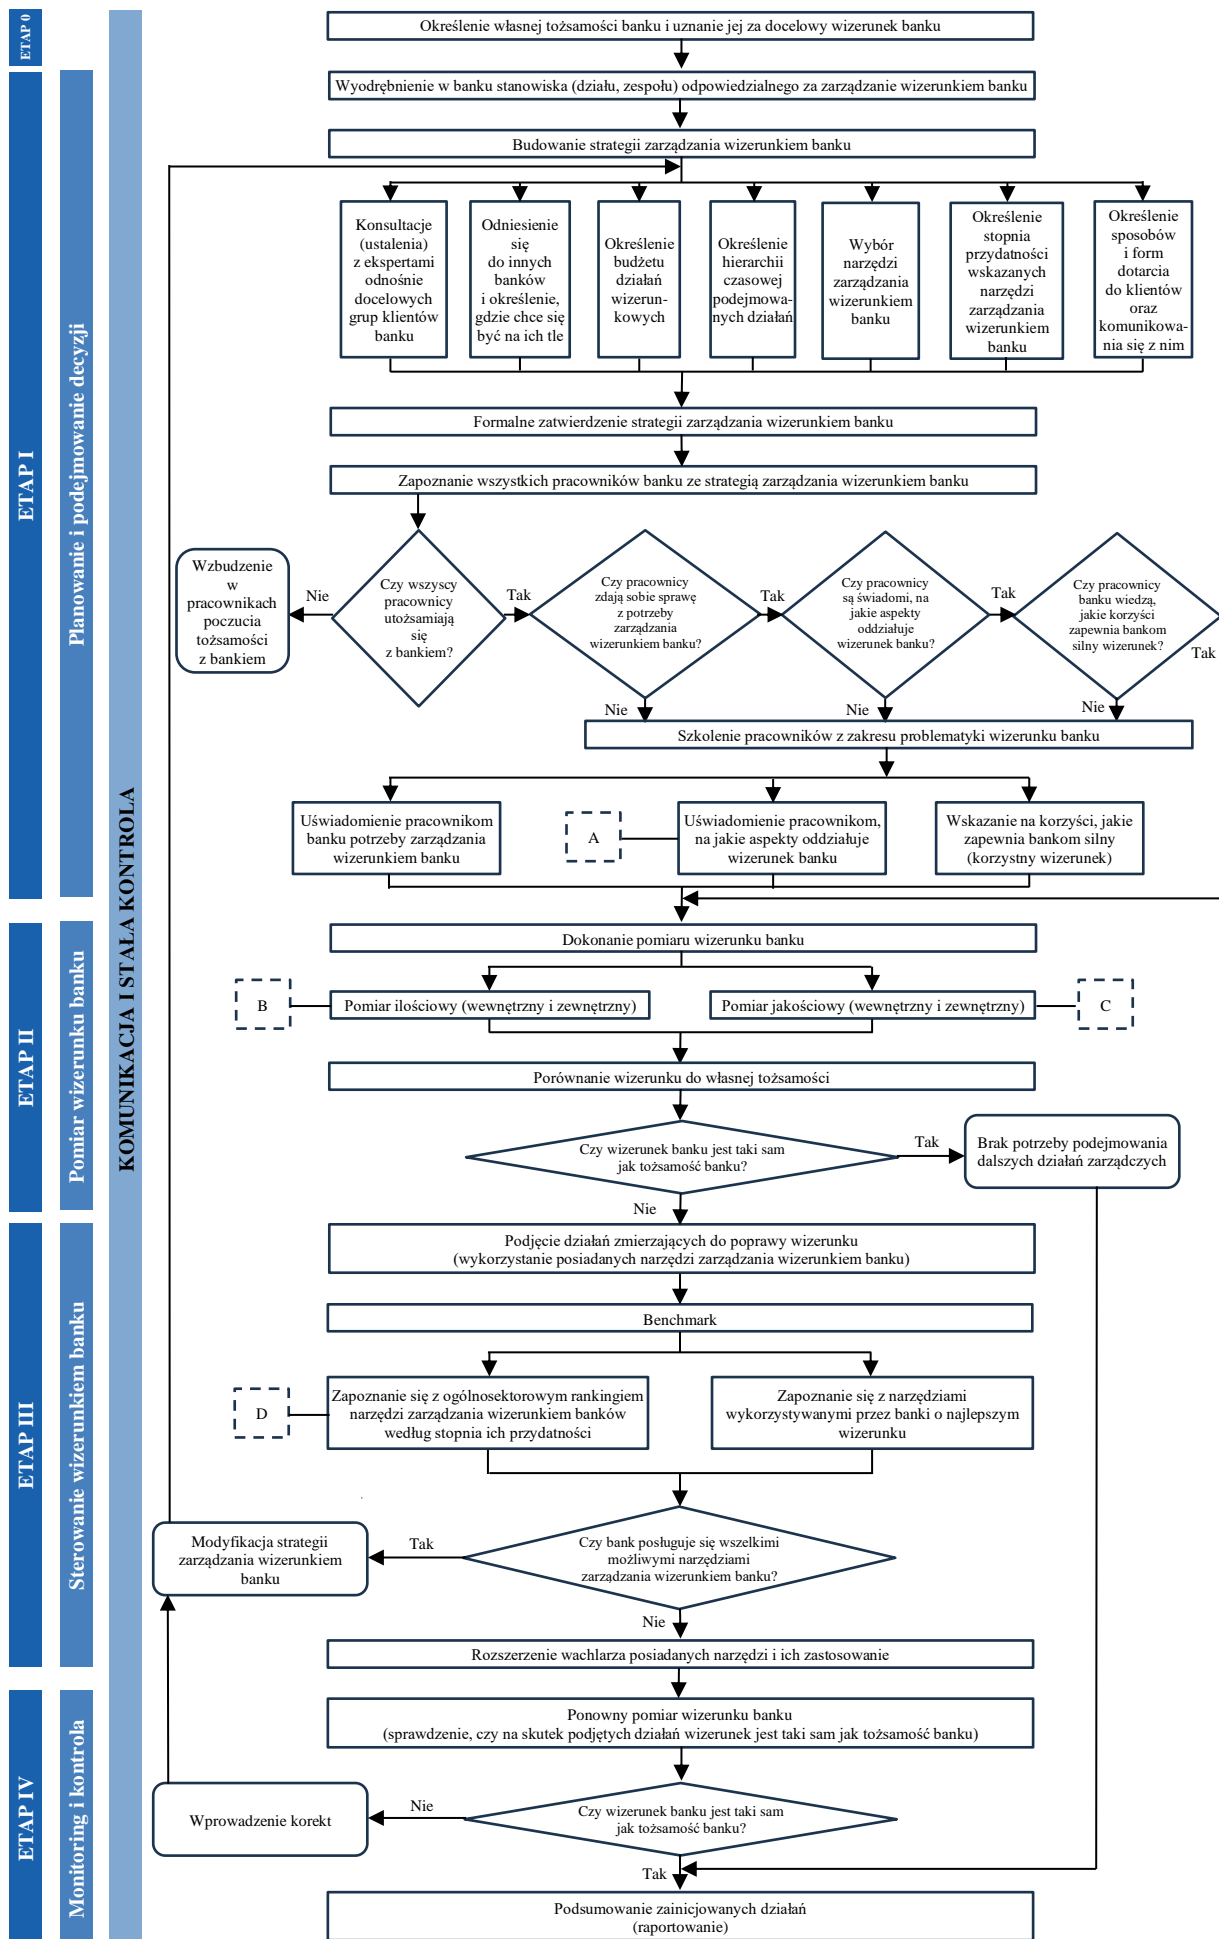 ETAP 0
ETAP I
Planowanie i podejmowanie decyzji
ETAP II
Pomiar wizerunku banku
ETAP III
Sterowanie wizerunkiem banku
ETAP IV
Monitoring i kontrola
KOMUNIKACJA I STAŁA KONTROLA
Określenie własnej tożsamości banku i uznanie jej za docelowy wizerunek banku
Wyodrębnienie w banku stanowiska (działu, zespołu) odpowiedzialnego za zarządzanie wizerunkiem banku
Budowanie strategii zarządzania wizerunkiem banku
Konsultacje
(ustalenia)
z ekspertami
odnośnie
docelowych
grup klientów
banku
Odniesienie
się
do innych
banków
i określenie,
gdzie chce się
być na ich tle
Określenie
budżetu
działań
wizerun-
kowych
Określenie
hierarchii
czasowej
podejmowa-
nych działań
Wybór
narzędzi
zarządzania
wizerunkiem
banku
Określenie
stopnia
przydatności
wskazanych
narzędzi
zarządzania
wizerunkiem
banku
Określenie
sposobów
i form
dotarcia
do klientów
oraz
komunikowa-
nia się z nim
Formalne zatwierdzenie strategii zarządzania wizerunkiem banku
Zapoznanie wszystkich pracowników banku ze strategią zarządzania wizerunkiem banku
Wzbudzenie
w
pracownikach
poczucia
tożsamości
z bankiem
Nie
Czy wszyscy
pracownicy
utożsamiają
się
z bankiem?
Tak
Czy pracownicy
zdają sobie sprawę
z potrzeby
zarządzania
wizerunkiem banku?
Tak
Czy pracownicy
są świadomi, na
jakie aspekty
oddziałuje
wizerunek banku?
Tak
Czy pracownicy
banku wiedzą,
jakie korzyści
zapewnia bankom
silny wizerunek?
Tak
Nie
Nie
Nie
Szkolenie pracowników z zakresu problematyki wizerunku banku
Uświadomienie pracownikom
banku potrzeby zarządzania
wizerunkiem banku
A
Uświadomienie pracownikom,
na jakie aspekty oddziałuje
wizerunek banku
Wskazanie na korzyści, jakie
zapewnia bankom silny
(korzystny wizerunek)
Dokonanie pomiaru wizerunku banku
B
Pomiar ilościowy (wewnętrzny i zewnętrzny)
Pomiar jakościowy (wewnętrzny i zewnętrzny)
C
Porównanie wizerunku do własnej tożsamości
Czy wizerunek banku jest taki sam
jak tożsamość banku?
Tak
Brak potrzeby podejmowania
dalszych działań zarządczych
Nie
Podjęcie działań zmierzających do poprawy wizerunku
(wykorzystanie posiadanych narzędzi zarządzania wizerunkiem banku)
Benchmark
D
Zapoznanie się z ogólnosektorowym rankingiem
narzędzi zarządzania wizerunkiem banków
według stopnia ich przydatności
Zapoznanie się z narzędziami
wykorzystywanymi przez banki o najlepszym
wizerunku
Modyfikacja strategii
zarządzania wizerunkiem
banku
Tak
Czy bank posługuje się wszelkimi
możliwymi narzędziami
zarządzania wizerunkiem banku?
Nie
Rozszerzenie wachlarza posiadanych narzędzi i ich zastosowanie
Ponowny pomiar wizerunku banku
(sprawdzenie, czy na skutek podjętych działań wizerunek jest taki sam jak tożsamość banku)
Wprowadzenie korekt
Nie
Czy wizerunek banku jest taki sam
jak tożsamość banku?
Tak
Podsumowanie zainicjowanych działań
(raportowanie)